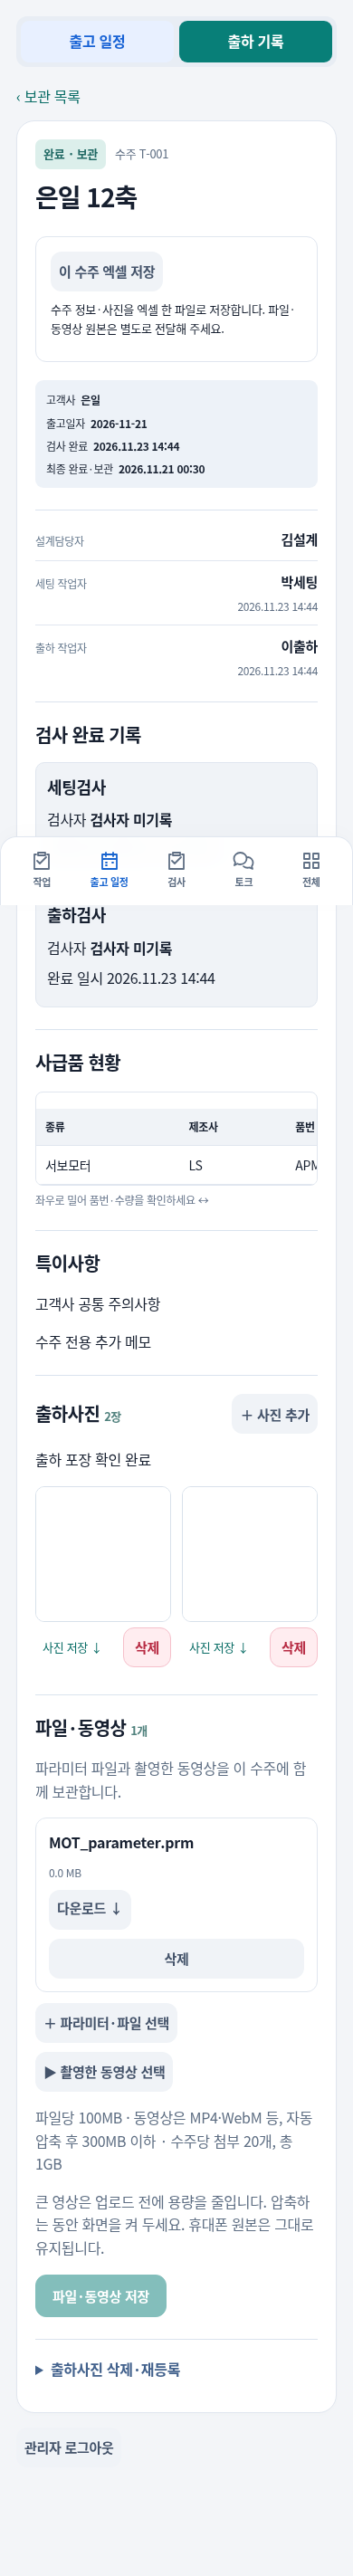 출고 일정
출하 기록
‹ 보관 목록
완료 · 보관
수주 T-001
은일 12축
이 수주 엑셀 저장
수주 정보·사진을 엑셀 한 파일로 저장합니다. 파일·
동영상 원본은 별도로 전달해 주세요.
고객사 은일
출고일자 2026-11-21
검사 완료 2026.11.23 14:44
최종 완료·보관 2026.11.21 00:30
설계담당자
김설계
세팅 작업자
박세팅
2026.11.23 14:44
출하 작업자
이출하
2026.11.23 14:44
검사 완료 기록
세팅검사
검사자 검사자 미기록
작업
출고 일정
검사
토크
전체
출하검사
검사자 검사자 미기록
완료 일시 2026.11.23 14:44
사급품 현황
종류
제조사
품번
서보모터
LS
APM
좌우로 밀어 품번·수량을 확인하세요 ↔
특이사항
고객사 공통 주의사항
수주 전용 추가 메모
출하사진 2장
＋ 사진 추가
출하 포장 확인 완료
사진 저장 ↓
삭제
사진 저장 ↓
삭제
파일·동영상 1개
파라미터 파일과 촬영한 동영상을 이 수주에 함
께 보관합니다.
MOT_parameter.prm
0.0 MB
다운로드 ↓
삭제
＋ 파라미터·파일 선택
▶ 촬영한 동영상 선택
파일당 100MB · 동영상은 MP4·WebM 등, 자동
압축 후 300MB 이하 · 수주당 첨부 20개, 총
1GB
큰 영상은 업로드 전에 용량을 줄입니다. 압축하
는 동안 화면을 켜 두세요. 휴대폰 원본은 그대로
유지됩니다.
파일·동영상 저장
▶ 출하사진 삭제·재등록
관리자 로그아웃